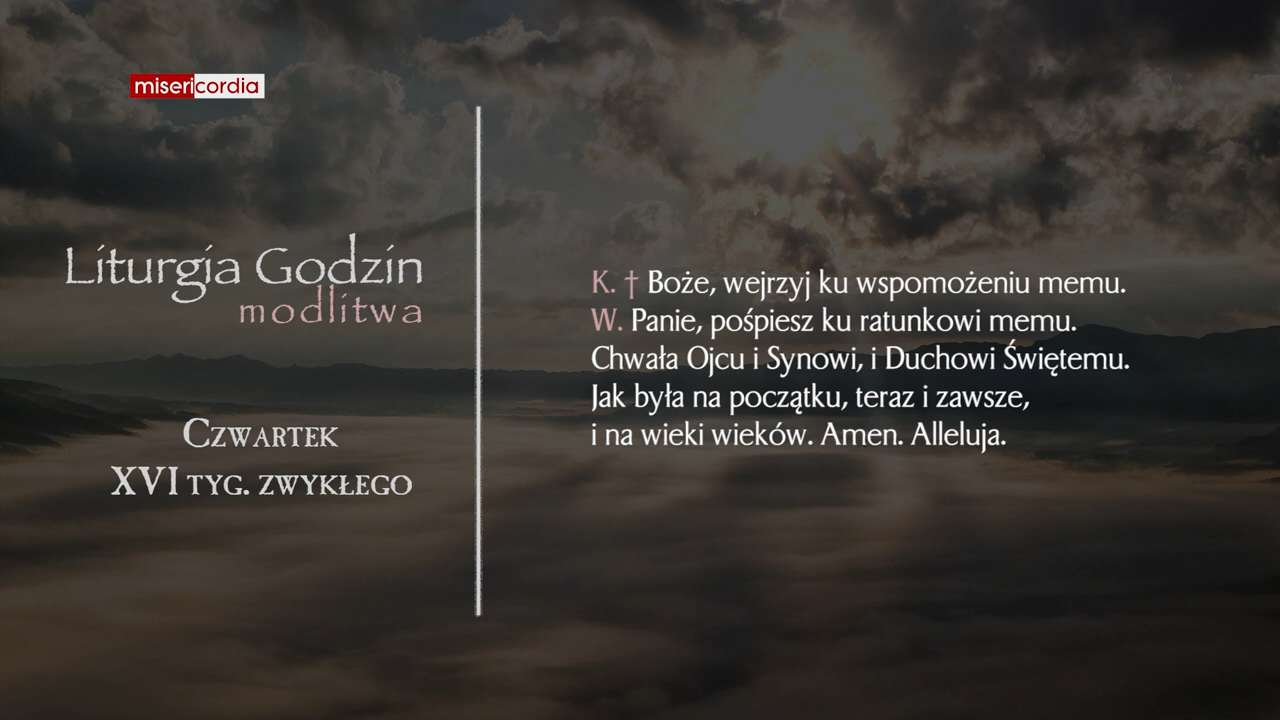 misericordia
Liturgia Godzin
modlitwa
Czwartek
XVI tyg. zwykłego
K. † Boże, wejrzyj ku wspomożeniu memu.
W. Panie, pośpiesz ku ratunkowi memu.
Chwała Ojcu i Synowi, i Duchowi Świętemu.
Jak była na początku, teraz i zawsze,
i na wieki wieków. Amen. Alleluja.